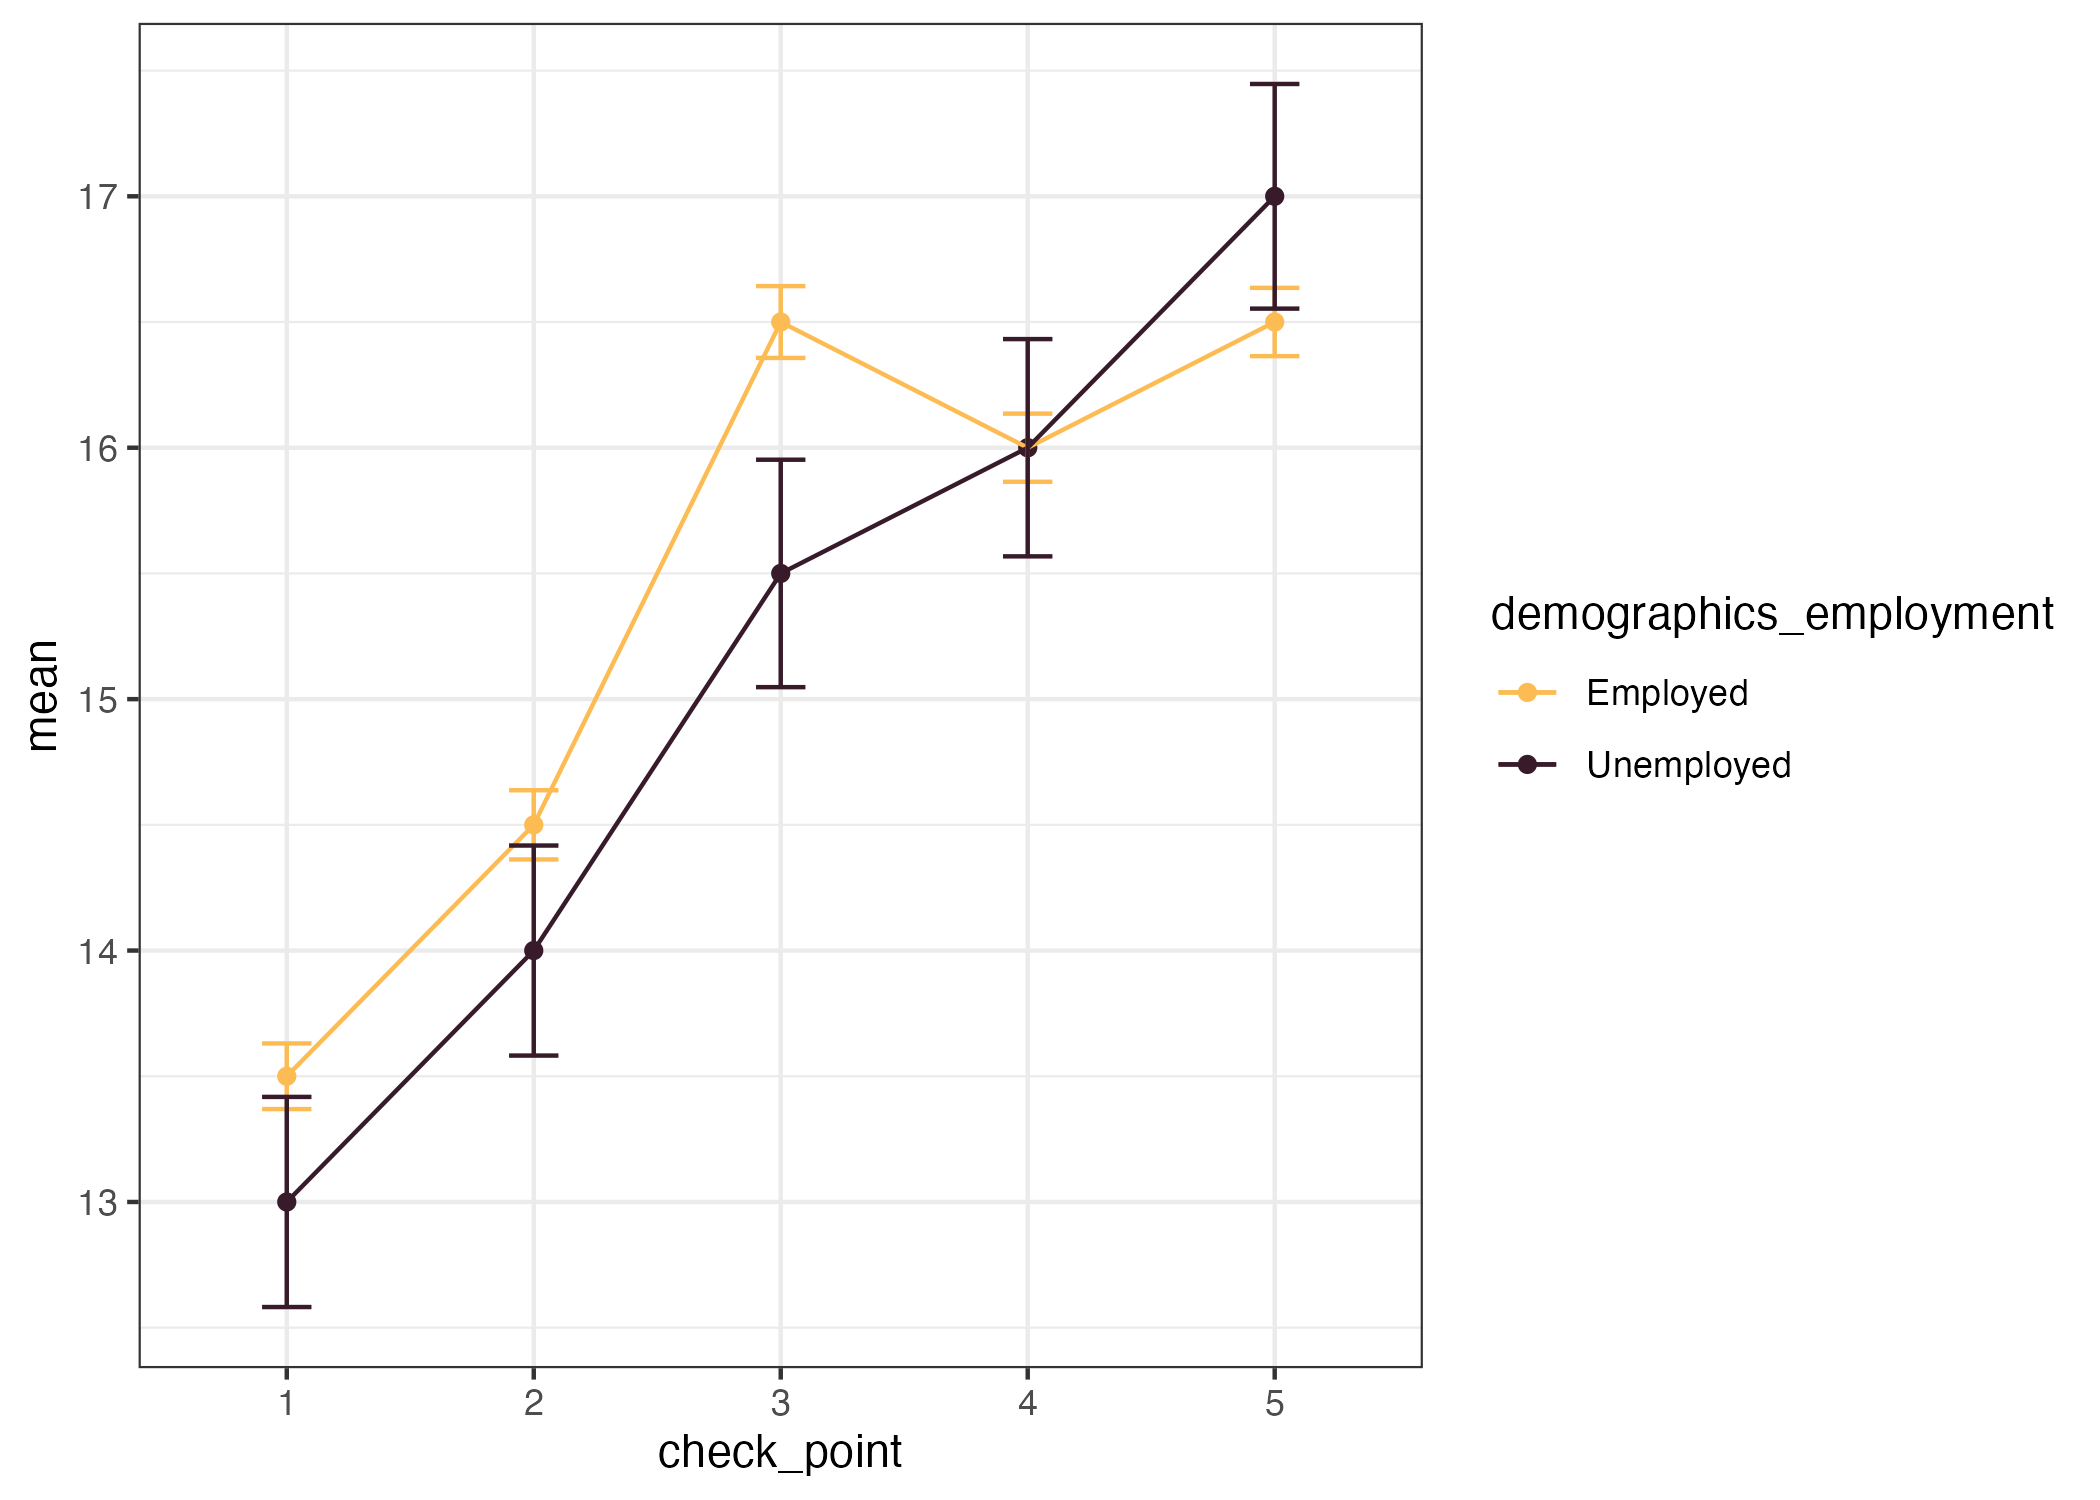 17
16
15
14
13
mean
1 2 3 4 5
check_point
demographics_employment
Employed
Unemployed